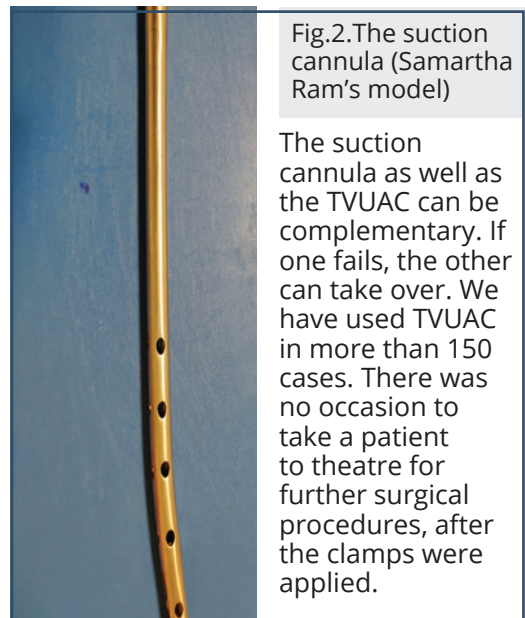 Fig.2.The suction
cannula (Samartha
Ram's model)
The suction
cannula as well as
the TVUAC can be
complementary. If
one fails, the other
can take over. We
have used TVUAC
in more than 150
cases. There was
no occasion to
take a patient
to theatre for
further surgical
procedures, after
the clamps were
applied.